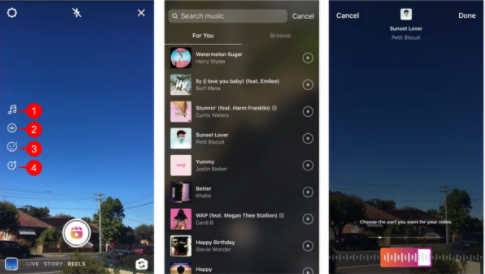 1
2
3
4
LIVE STORY REELS
Search music
Cancel
For You
Browse
Watermelon Sugar
Harry Styles
ily (i love you baby) (feat. Emilee)
Surf Mesa
Stunnin' (feat. Harm Franklin)
Curtis Waters
Sunset Lover
Petit Biscuit
Yummy
Justin Bieber
Better
Khalid
WAP (feat. Megan Thee Stallion)
Cardi B
Happy Birthday
Stevie Wonder
Happy
Cancel
Done
Sunset Lover
Petit Biscuit
Choose the part you want for your video.